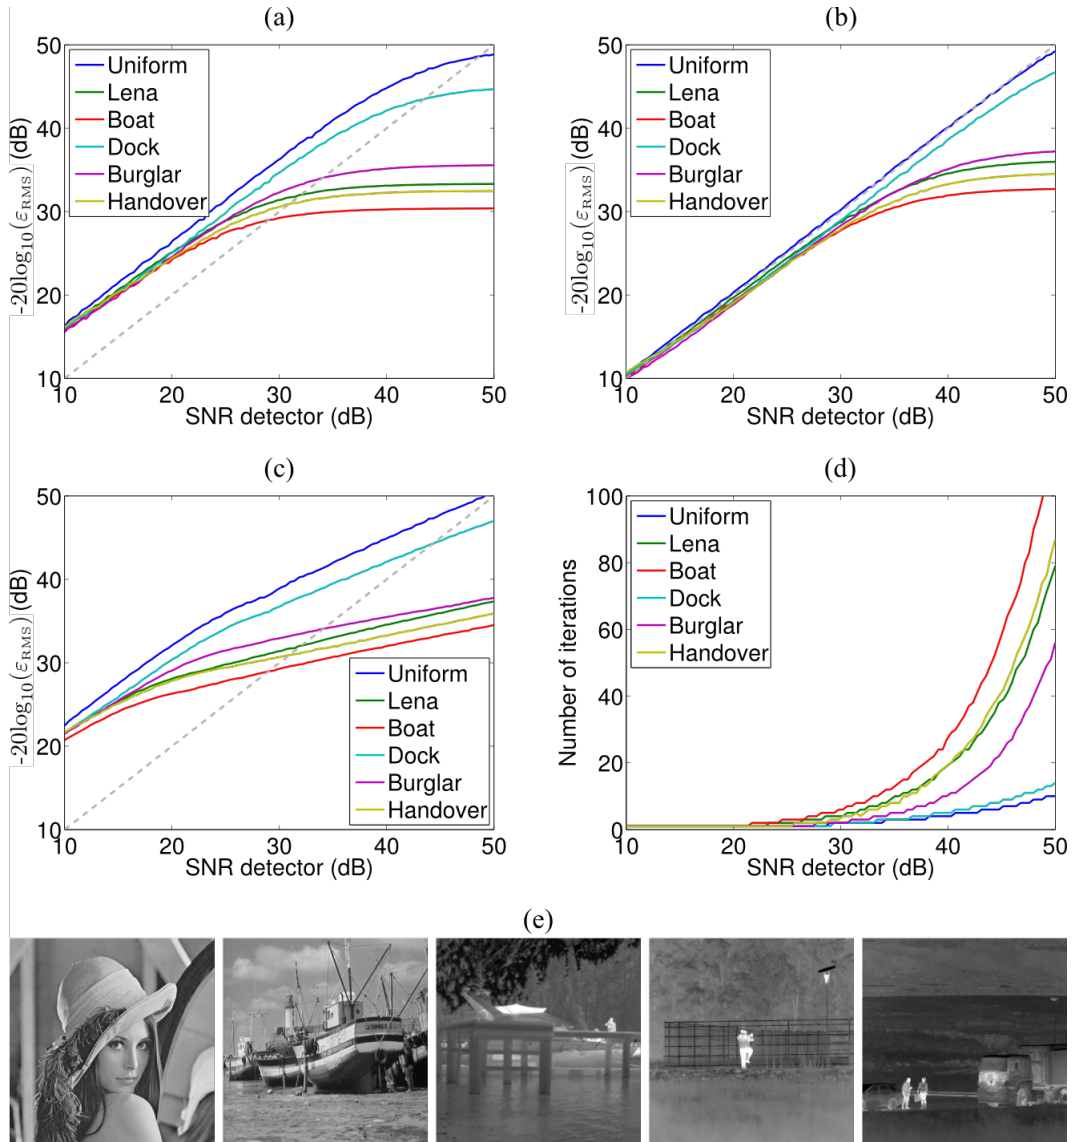 (a)
50
40
30
20
10
-20log10(εRMS) (dB)
Uniform
Lena
Boat
Dock
Burglar
Handover
10 20 30 40 50
SNR detector (dB)
(b)
50
40
30
20
10
-20log10(εRMS) (dB)
Uniform
Lena
Boat
Dock
Burglar
Handover
10 20 30 40 50
SNR detector (dB)
(c)
50
40
30
20
10
-20log10(εRMS) (dB)
Uniform
Lena
Boat
Dock
Burglar
Handover
10 20 30 40 50
SNR detector (dB)
(d)
100
80
60
40
20
0
Number of iterations
Uniform
Lena
Boat
Dock
Burglar
Handover
10 20 30 40 50
SNR detector (dB)
(e)